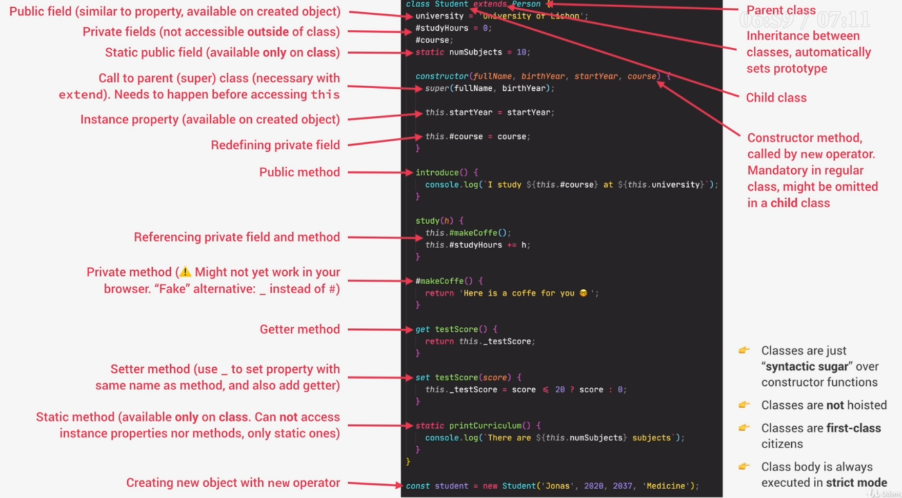 Public field (similar to property, available on created object)
Private fields (not accessible outside of class)
Static public field (available only on class)
Call to parent (super) class (necessary with
extend). Needs to happen before accessing this
Instance property (available on created object)
Redefining private field
Public method
Referencing private field and method
Private method (⚠️ Might not yet work in your
browser. “Fake” alternative: _ instead of #)
Getter method
Setter method (use _ to set property with
same name as method, and also add getter)
Static method (available only on class. Can not access
instance properties nor methods, only static ones)
Creating new object with new operator
class Student extends Person {
university = 'University of Lisbon';
#studyHours = 0;
#course;
static numSubjects = 10;
constructor(fullName, birthYear, startYear, course) {
super(fullName, birthYear);
this.startYear = startYear;
this.#course = course;
}
introduce() {
console.log(`I study ${this.#course} at ${this.university}`);
}
study(h) {
this.#makeCoffe();
this.#studyHours += h;
}
#makeCoffe() {
return 'Here is a coffe for you 🤓';
}
get testScore() {
return this._testScore;
}
set testScore(score) {
this._testScore = score ≤ 20 ? score : 0;
}
static printCurriculum() {
console.log(`There are ${this.numSubjects} subjects`);
}
}
const student = new Student('Jonas', 2020, 2037, 'Medicine');
Parent class
/ 07:11
Inheritance between
classes, automatically
sets prototype
Child class
Constructor method,
called by new operator.
Mandatory in regular
class, might be omitted
in a child class
👉 Classes are just
“syntactic sugar” over
constructor functions
👉 Classes are not hoisted
👉 Classes are first-class
citizens
👉 Class body is always
executed in strict mode